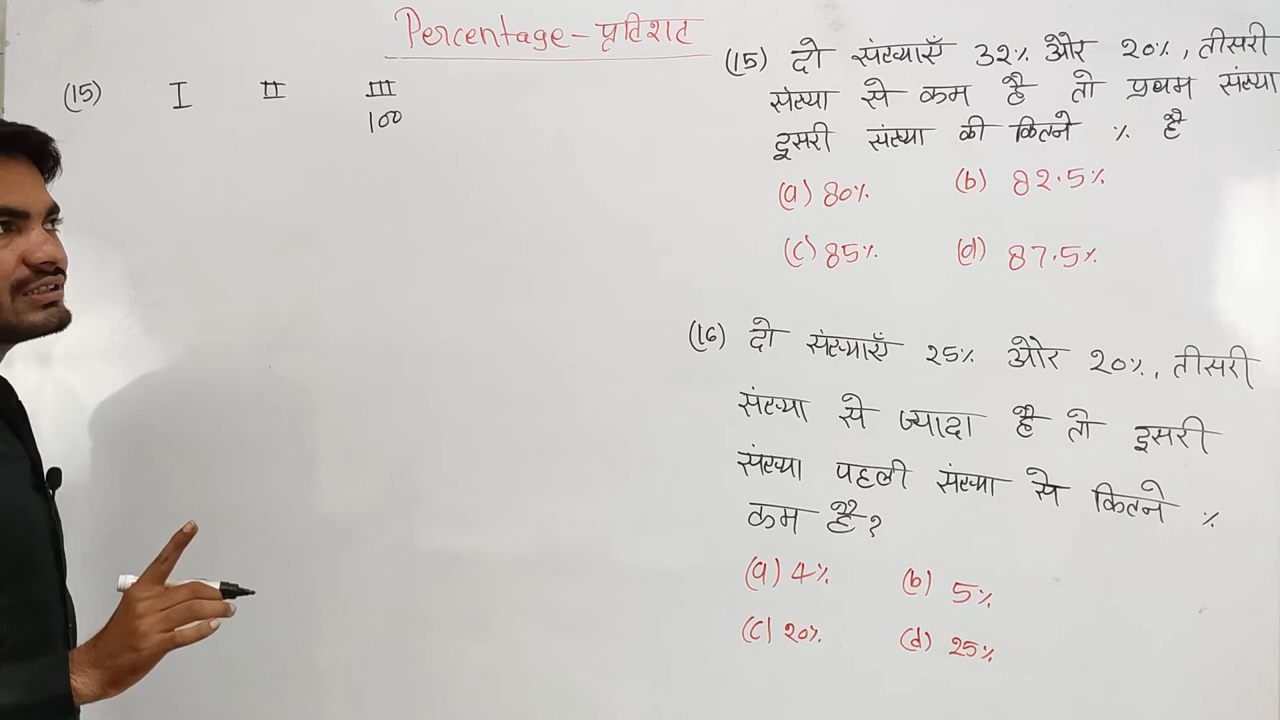 Percentage - प्रतिशत
(15) I II III
100
(15) दो संख्याएँ 32% और 20%, तीसरी
संख्या से कम है तो प्रथम संख्या
दूसरी संख्या की कितने % है
(a) 80% (b) 82.5%
(c) 85% (d) 87.5%
(16) दो संख्याएँ 25% और 20%, तीसरी
संख्या से ज्यादा है तो दूसरी
संख्या पहली संख्या से कितने %
कम है?
(a) 4% (b) 5%
(c) 20% (d) 25%